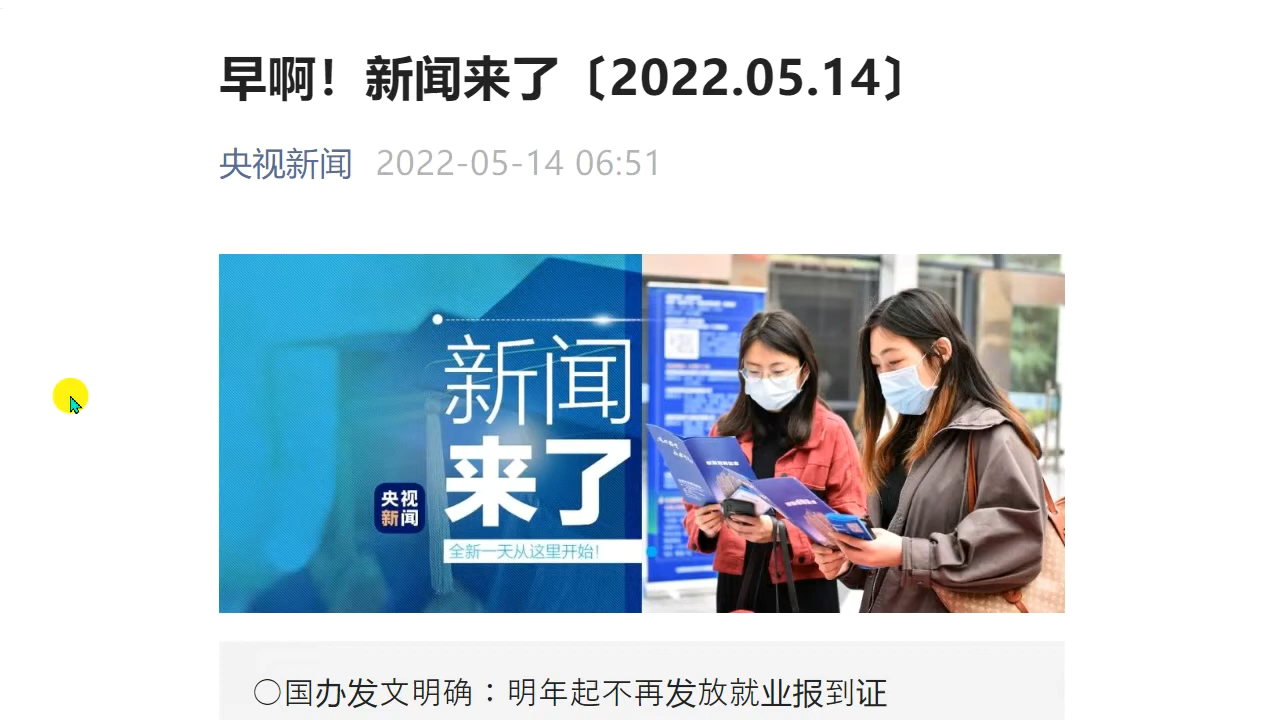 早啊！新闻来了〔2022.05.14〕
央视新闻 2022-05-14 06:51
新闻
来了
央视
新闻
全新一天从这里开始！
〇国办发文明确：明年起不再发放就业报到证